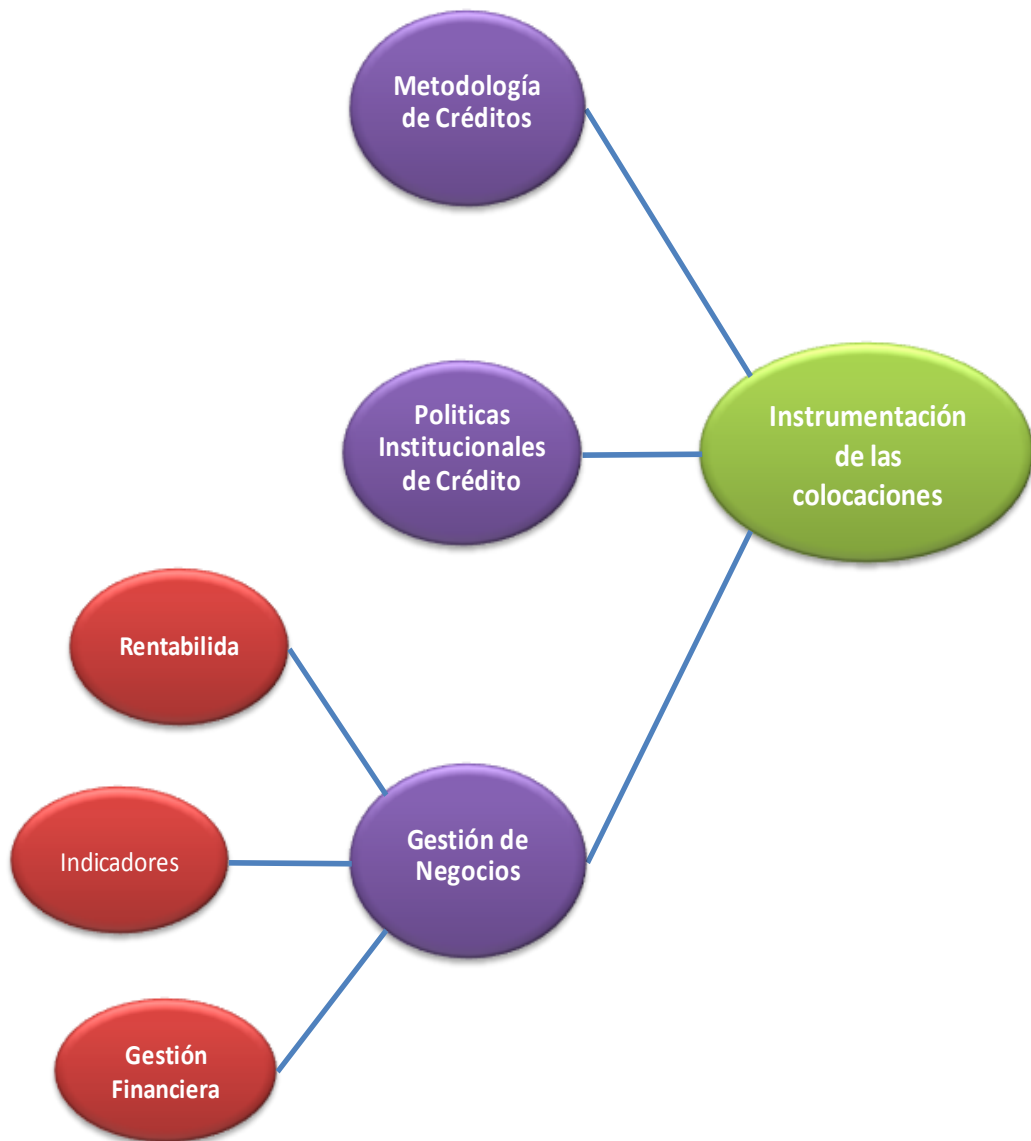 Metodología
de Créditos
Politicas
Institucionales
de Crédito
Instrumentación
de las
colocaciones
Rentabilida
Indicadores
Gestión de
Negocios
Gestión
Financiera